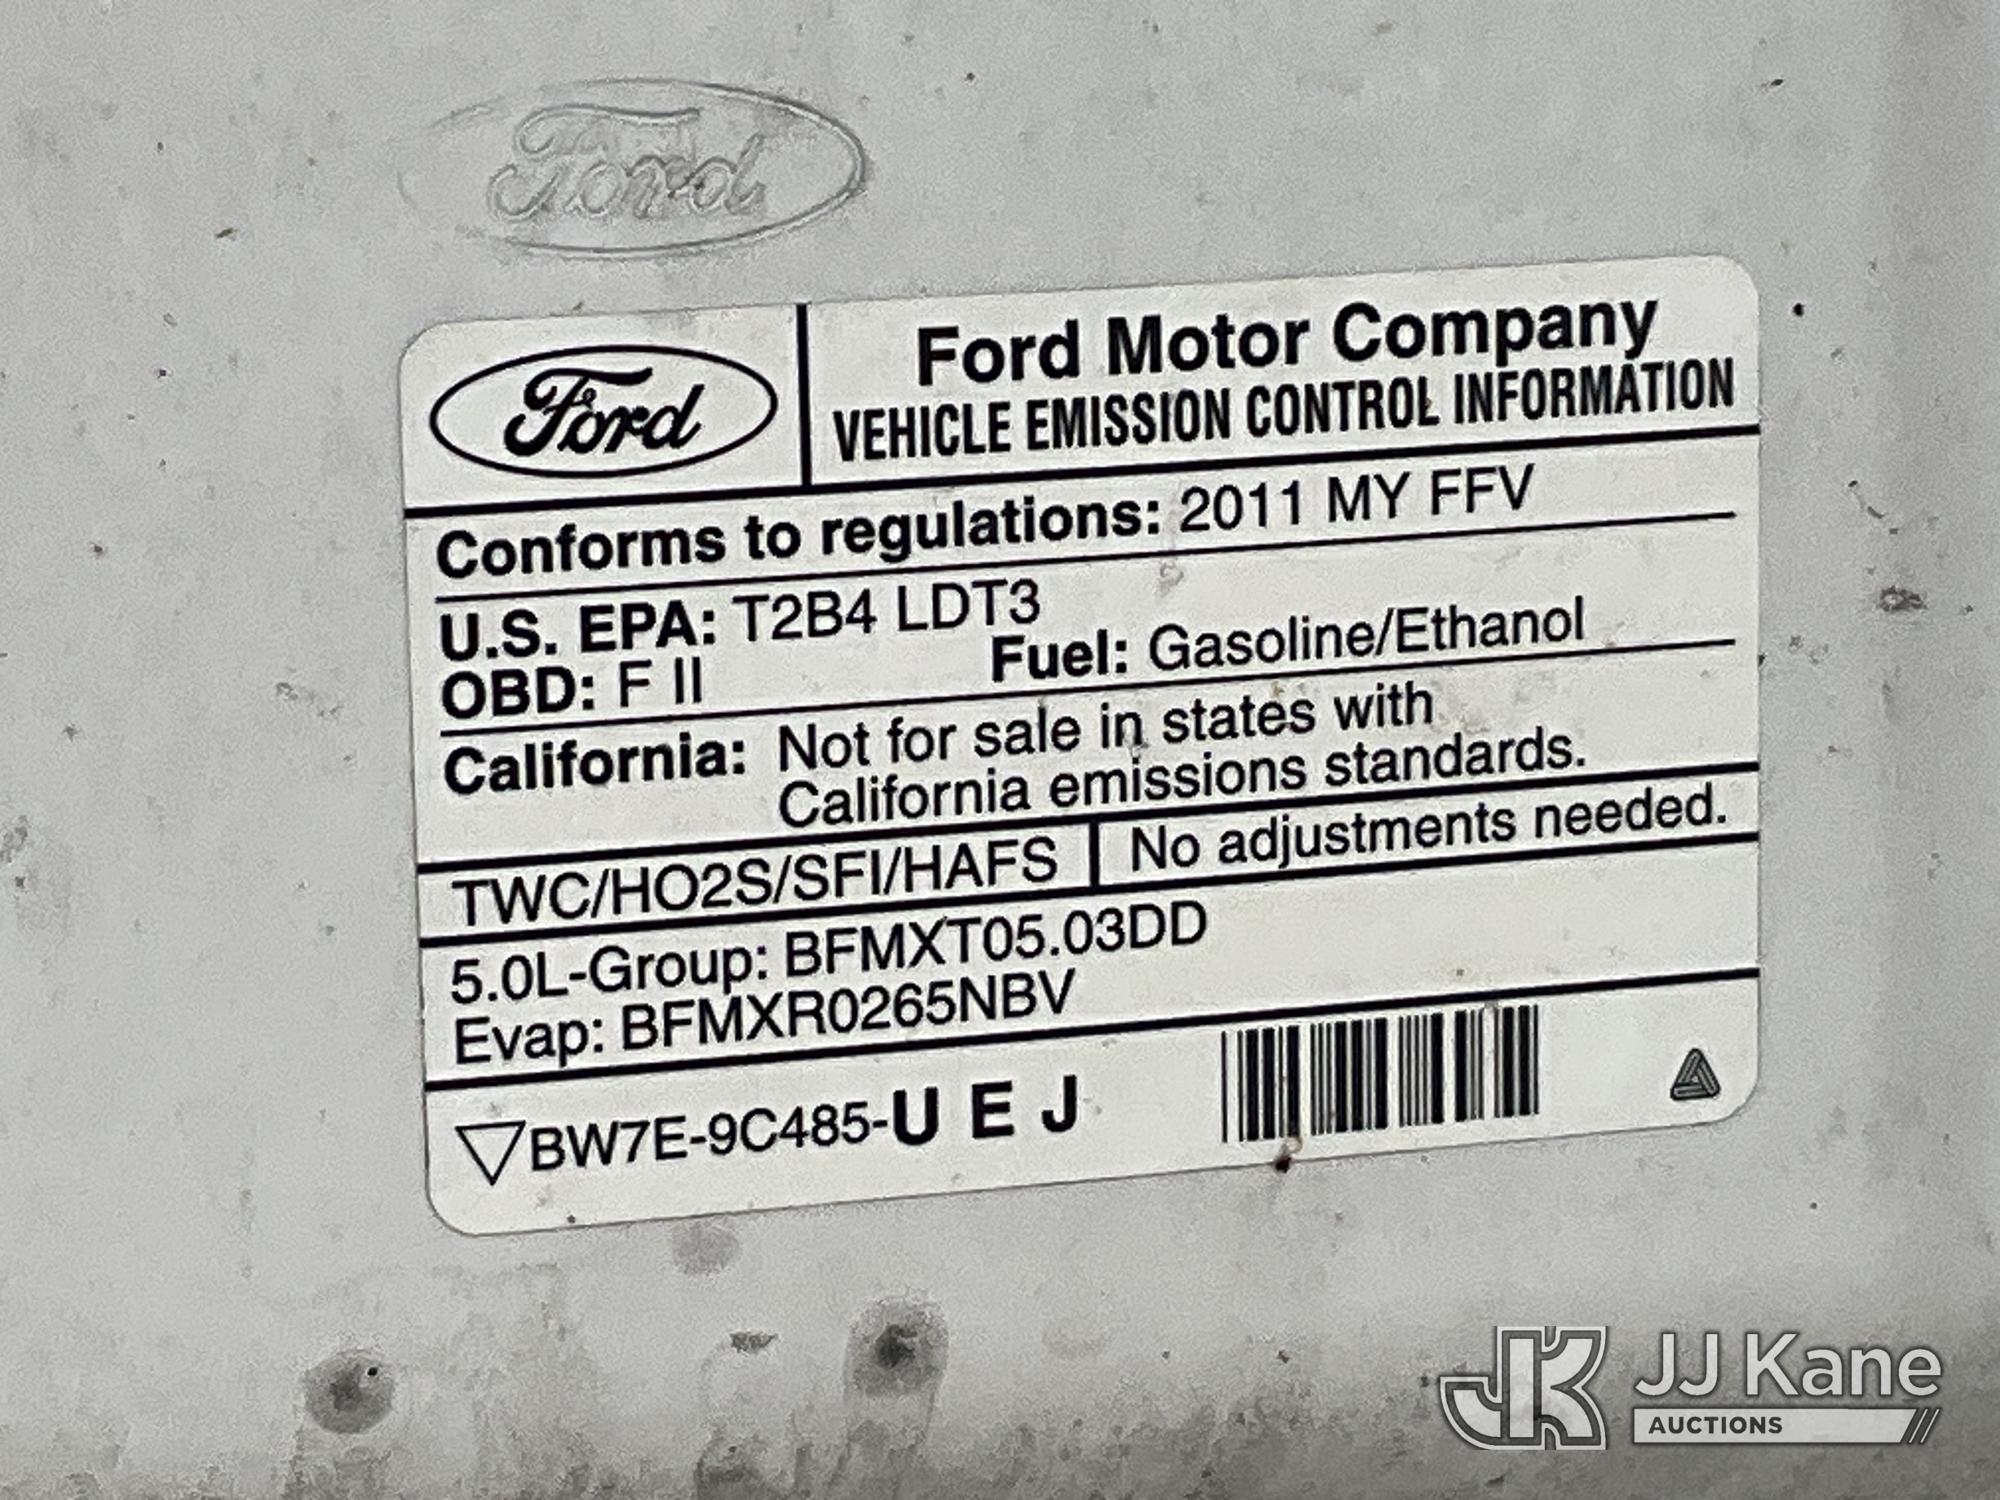 Ford
Ford
Ford Motor Company
VEHICLE EMISSION CONTROL INFORMATION
Conforms to regulations: 2011 MY FFV
U.S. EPA: T2B4 LDT3
OBD: F II Fuel: Gasoline/Ethanol
California: Not for sale in states with
California emissions standards.
TWC/HO2S/SFI/HAFS No adjustments needed.
5.0L-Group: BFMXT05.03DD
Evap: BFMXR0265NBV
BW7E-9C485-U E J
JK JJ Kane
AUCTIONS